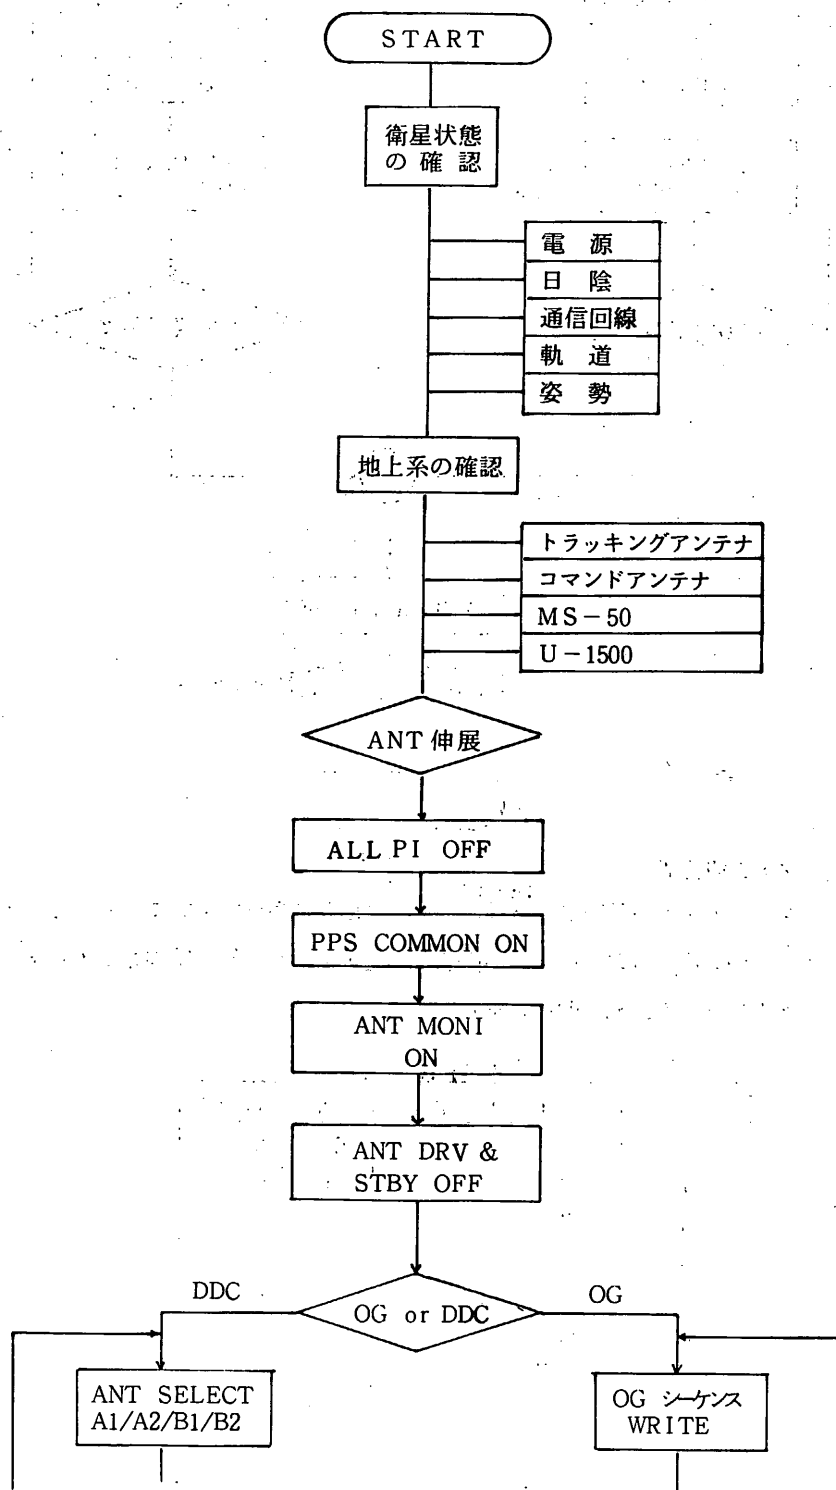 START
衛星状態
の確認
電源
日陰
通信回線
軌道
姿勢
地上系の確認
トラッキングアンテナ
コマンドアンテナ
MS-50
U-1500
ANT 伸展
ALL PI OFF
PPS COMMON ON
ANT MONI
ON
ANT DRV &
STBY OFF
DDC
OG or DDC
OG
ANT SELECT
A1/A2/B1/B2
OG シーケンス
WRITE